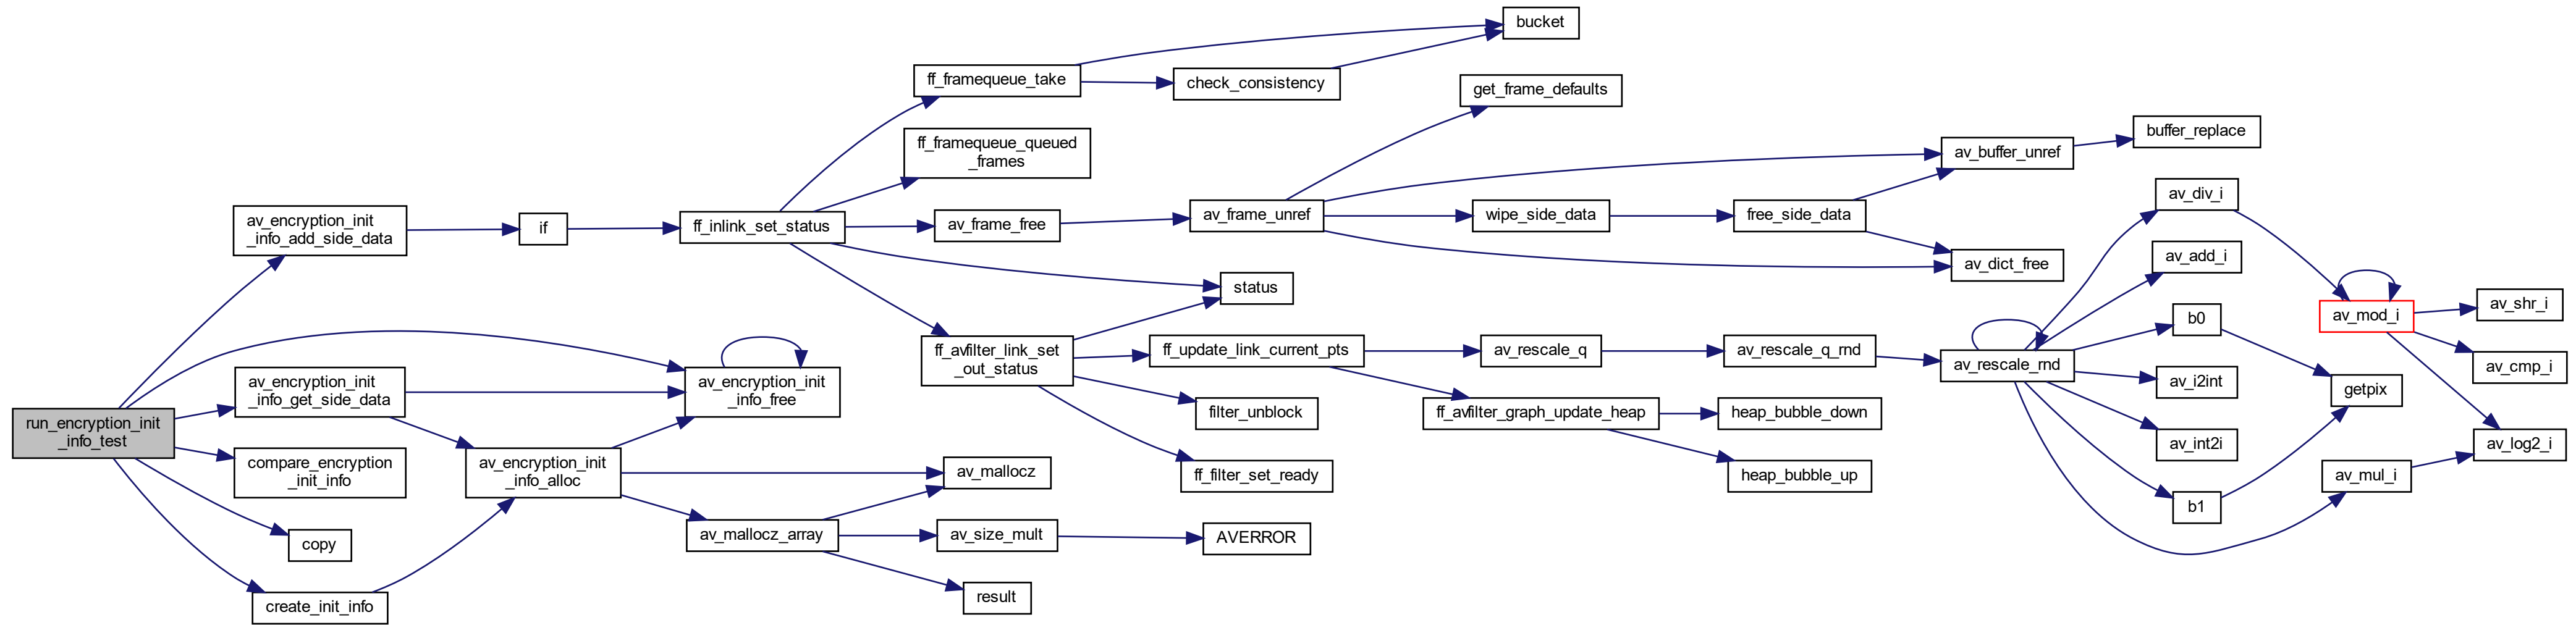 run_encryption_init
_info_test
av_encryption_init
_info_add_side_data
av_encryption_init
_info_get_side_data
compare_encryption
_init_info
copy
create_init_info
if
av_encryption_init
_info_alloc
ff_inlink_set_status
av_encryption_init
_info_free
av_mallocz_array
ff_framequeue_take
ff_framequeue_queued
_frames
av_frame_free
ff_avfilter_link_set
_out_status
av_mallocz
av_size_mult
result
check_consistency
av_frame_unref
status
ff_update_link_current_pts
filter_unblock
ff_filter_set_ready
AVERROR
bucket
get_frame_defaults
wipe_side_data
av_rescale_q
ff_avfilter_graph_update_heap
free_side_data
av_rescale_q_rnd
heap_bubble_down
heap_bubble_up
av_buffer_unref
av_dict_free
av_rescale_rnd
buffer_replace
av_div_i
av_add_i
b0
av_i2int
av_int2i
b1
av_mod_i
getpix
av_mul_i
av_shr_i
av_cmp_i
av_log2_i